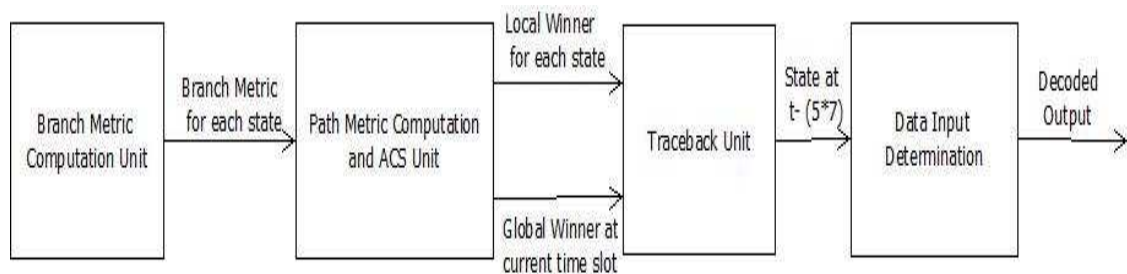 Branch Metric
Computation Unit
Branch Metric
for each state
Path Metric Computation
and ACS Unit
Local Winner
for each state
Global Winner at
current time slot
Traceback Unit
State at
t- (5*7)
Data Input
Determination
Decoded
Output